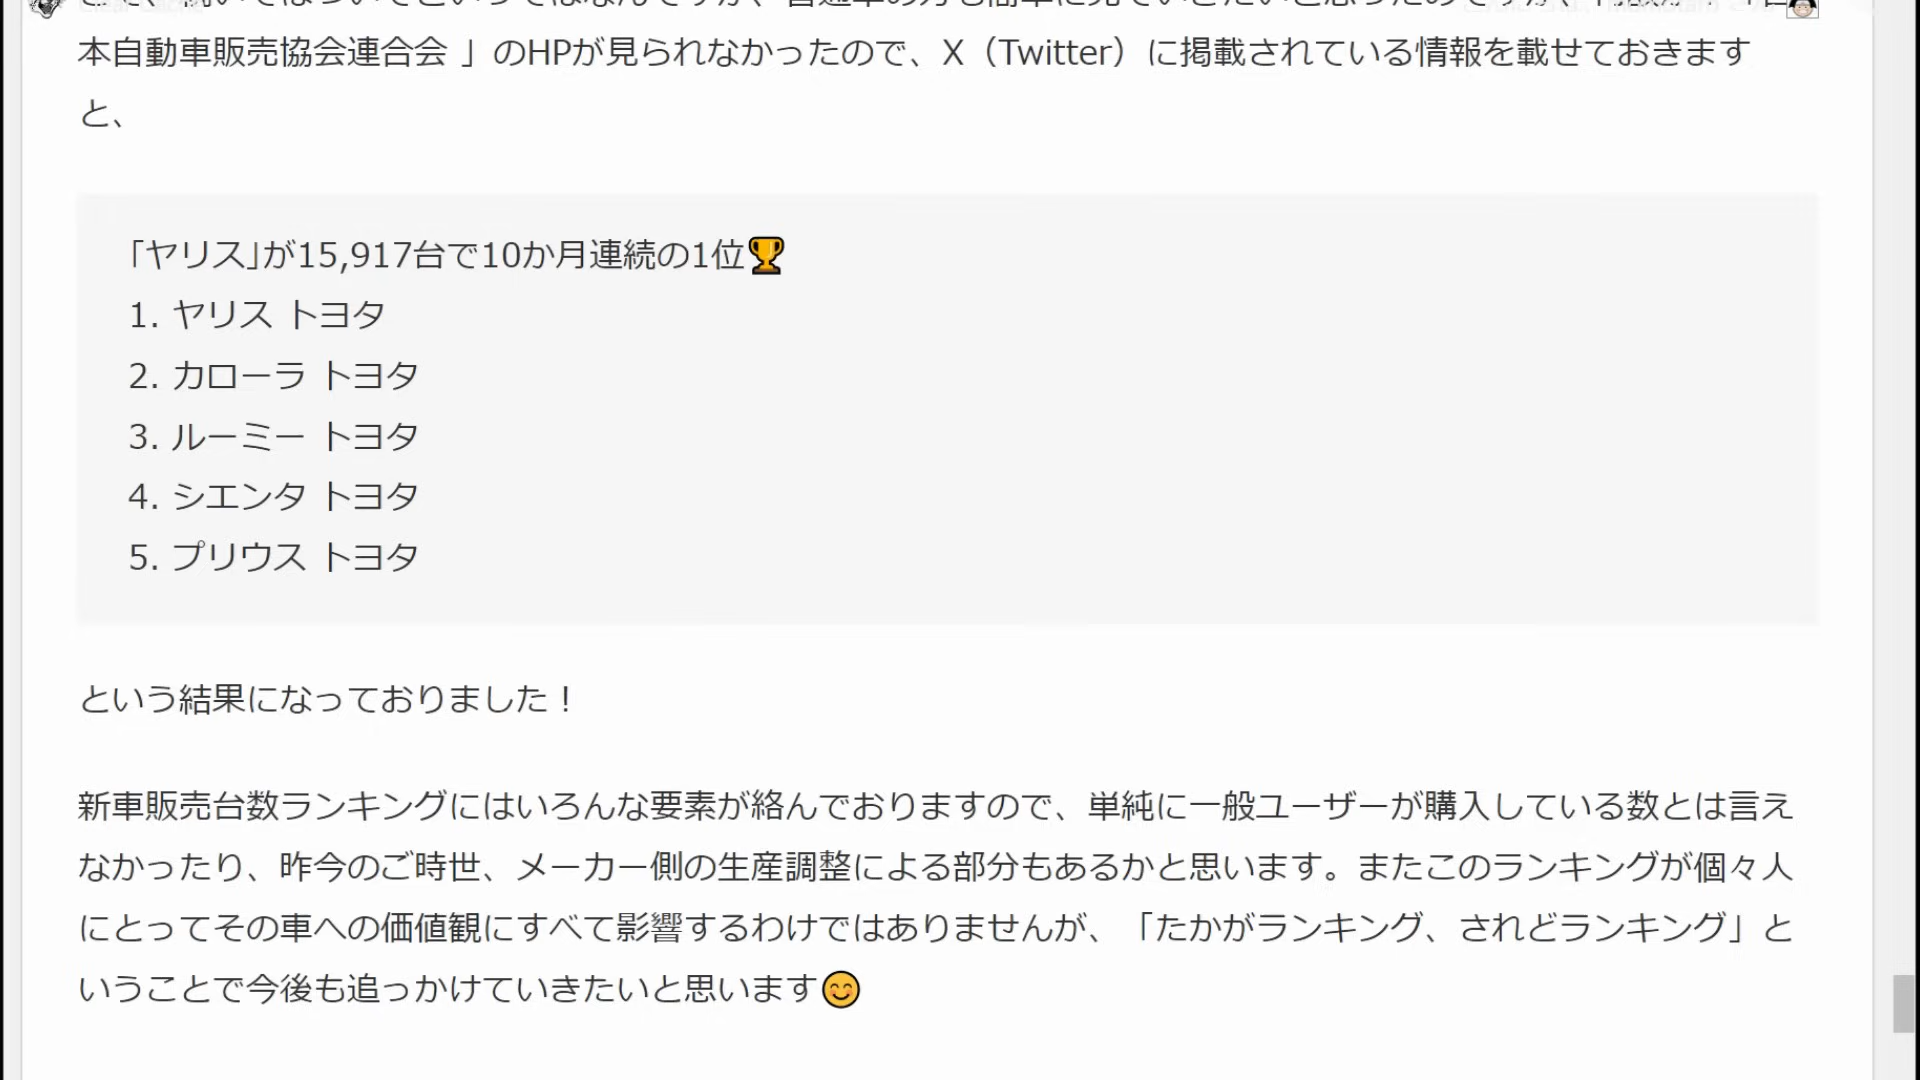 本自動車販売協会連合会 」のHPが見られなかったので、X（Twitter）に掲載されている情報を載せておきます
と、
｢ヤリス｣が15,917台で10か月連続の1位🏆
1. ヤリス トヨタ
2. カローラ トヨタ
3. ルーミー トヨタ
4. シエンタ トヨタ
5. プリウス トヨタ
という結果になっておりました！
新車販売台数ランキングにはいろんな要素が絡んでおりますので、単純に一般ユーザーが購入している数とは言え
なかったり、昨今のご時世、メーカー側の生産調整による部分もあるかと思います。またこのランキングが個々人
にとってその車への価値観にすべて影響するわけではありませんが、「たかがランキング、されどランキング」と
いうことで今後も追っかけていきたいと思います😊